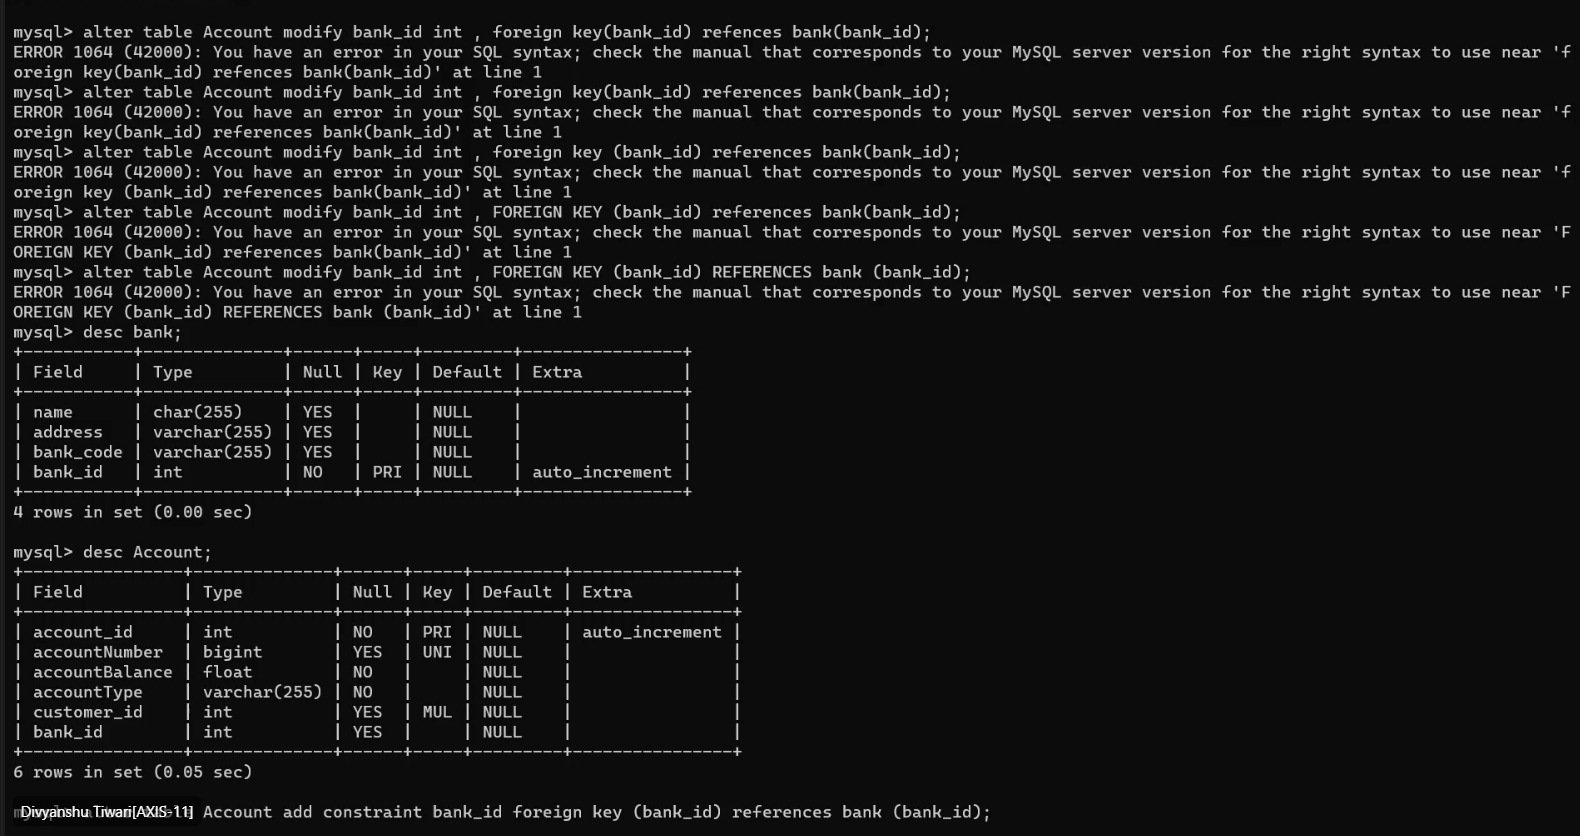 mysql> alter table Account modify bank_id int , foreign key(bank_id) refences bank(bank_id);
ERROR 1064 (42000): You have an error in your SQL syntax; check the manual that corresponds to your MySQL server version for the right syntax to use near 'f
oreign key(bank_id) refences bank(bank_id)' at line 1
mysql> alter table Account modify bank_id int , foreign key(bank_id) references bank(bank_id);
ERROR 1064 (42000): You have an error in your SQL syntax; check the manual that corresponds to your MySQL server version for the right syntax to use near 'f
oreign key(bank_id) references bank(bank_id)' at line 1
mysql> alter table Account modify bank_id int , foreign key (bank_id) references bank(bank_id);
ERROR 1064 (42000): You have an error in your SQL syntax; check the manual that corresponds to your MySQL server version for the right syntax to use near 'f
oreign key (bank_id) references bank(bank_id)' at line 1
mysql> alter table Account modify bank_id int , FOREIGN KEY (bank_id) references bank(bank_id);
ERROR 1064 (42000): You have an error in your SQL syntax; check the manual that corresponds to your MySQL server version for the right syntax to use near 'F
OREIGN KEY (bank_id) references bank(bank_id)' at line 1
mysql> alter table Account modify bank_id int , FOREIGN KEY (bank_id) REFERENCES bank (bank_id);
ERROR 1064 (42000): You have an error in your SQL syntax; check the manual that corresponds to your MySQL server version for the right syntax to use near 'F
OREIGN KEY (bank_id) REFERENCES bank (bank_id)' at line 1
mysql> desc bank;
+-----------+--------------+------+-----+---------+----------------+
| Field     | Type         | Null | Key | Default | Extra          |
+-----------+--------------+------+-----+---------+----------------+
| name      | char(255)    | YES  |     | NULL    |                |
| address   | varchar(255) | YES  |     | NULL    |                |
| bank_code | varchar(255) | YES  |     | NULL    |                |
| bank_id   | int          | NO   | PRI | NULL    | auto_increment |
+-----------+--------------+------+-----+---------+----------------+
4 rows in set (0.00 sec)
mysql> desc Account;
+----------------+--------------+------+-----+---------+----------------+
| Field          | Type         | Null | Key | Default | Extra          |
+----------------+--------------+------+-----+---------+----------------+
| account_id     | int          | NO   | PRI | NULL    | auto_increment |
| accountNumber  | bigint       | YES  | UNI | NULL    |                |
| accountBalance | float        | NO   |     | NULL    |                |
| accountType    | varchar(255) | NO   |     | NULL    |                |
| customer_id    | int          | YES  | MUL | NULL    |                |
| bank_id        | int          | YES  |     | NULL    |                |
+----------------+--------------+------+-----+---------+----------------+
6 rows in set (0.05 sec)
Divyanshu Tiwari[AXIS-11] Account add constraint bank_id foreign key (bank_id) references bank (bank_id);